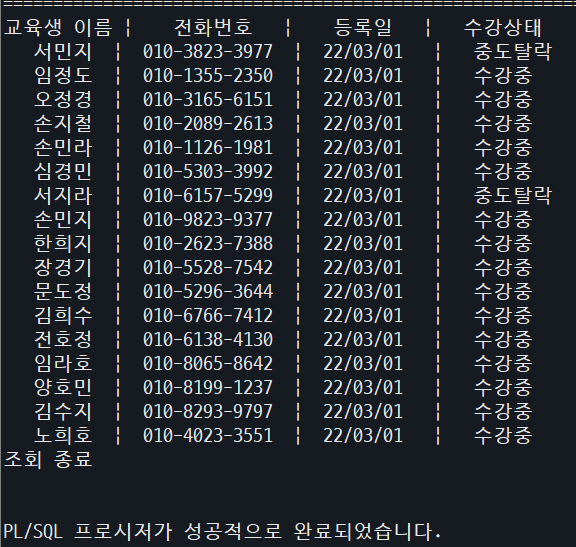 ================================================================
교육생 이름 ¦ 전화번호 ¦ 등록일 ¦ 수강상태
서민지 ¦ 010-3823-3977 ¦ 22/03/01 ¦ 중도탈락
임정도 ¦ 010-1355-2350 ¦ 22/03/01 ¦ 수강중
오정경 ¦ 010-3165-6151 ¦ 22/03/01 ¦ 수강중
손지철 ¦ 010-2089-2613 ¦ 22/03/01 ¦ 수강중
손민라 ¦ 010-1126-1981 ¦ 22/03/01 ¦ 수강중
심경민 ¦ 010-5303-3992 ¦ 22/03/01 ¦ 수강중
서지라 ¦ 010-6157-5299 ¦ 22/03/01 ¦ 중도탈락
손민지 ¦ 010-9823-9377 ¦ 22/03/01 ¦ 수강중
한희지 ¦ 010-2623-7388 ¦ 22/03/01 ¦ 수강중
장경기 ¦ 010-5528-7542 ¦ 22/03/01 ¦ 수강중
문도정 ¦ 010-5296-3644 ¦ 22/03/01 ¦ 수강중
김희수 ¦ 010-6766-7412 ¦ 22/03/01 ¦ 수강중
전호정 ¦ 010-6138-4130 ¦ 22/03/01 ¦ 수강중
임라호 ¦ 010-8065-8642 ¦ 22/03/01 ¦ 수강중
양호민 ¦ 010-8199-1237 ¦ 22/03/01 ¦ 수강중
김수지 ¦ 010-8293-9797 ¦ 22/03/01 ¦ 수강중
노희호 ¦ 010-4023-3551 ¦ 22/03/01 ¦ 수강중
조회 종료
PL/SQL 프로시저가 성공적으로 완료되었습니다.